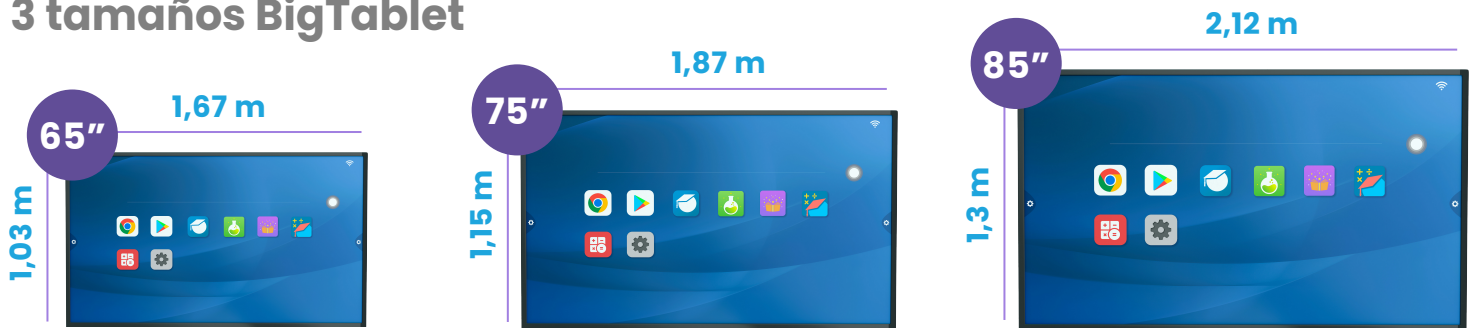 3 tamaños BigTablet
65”
1,67 m
1,03 m
75”
1,87 m
1,15 m
85”
2,12 m
1,3 m